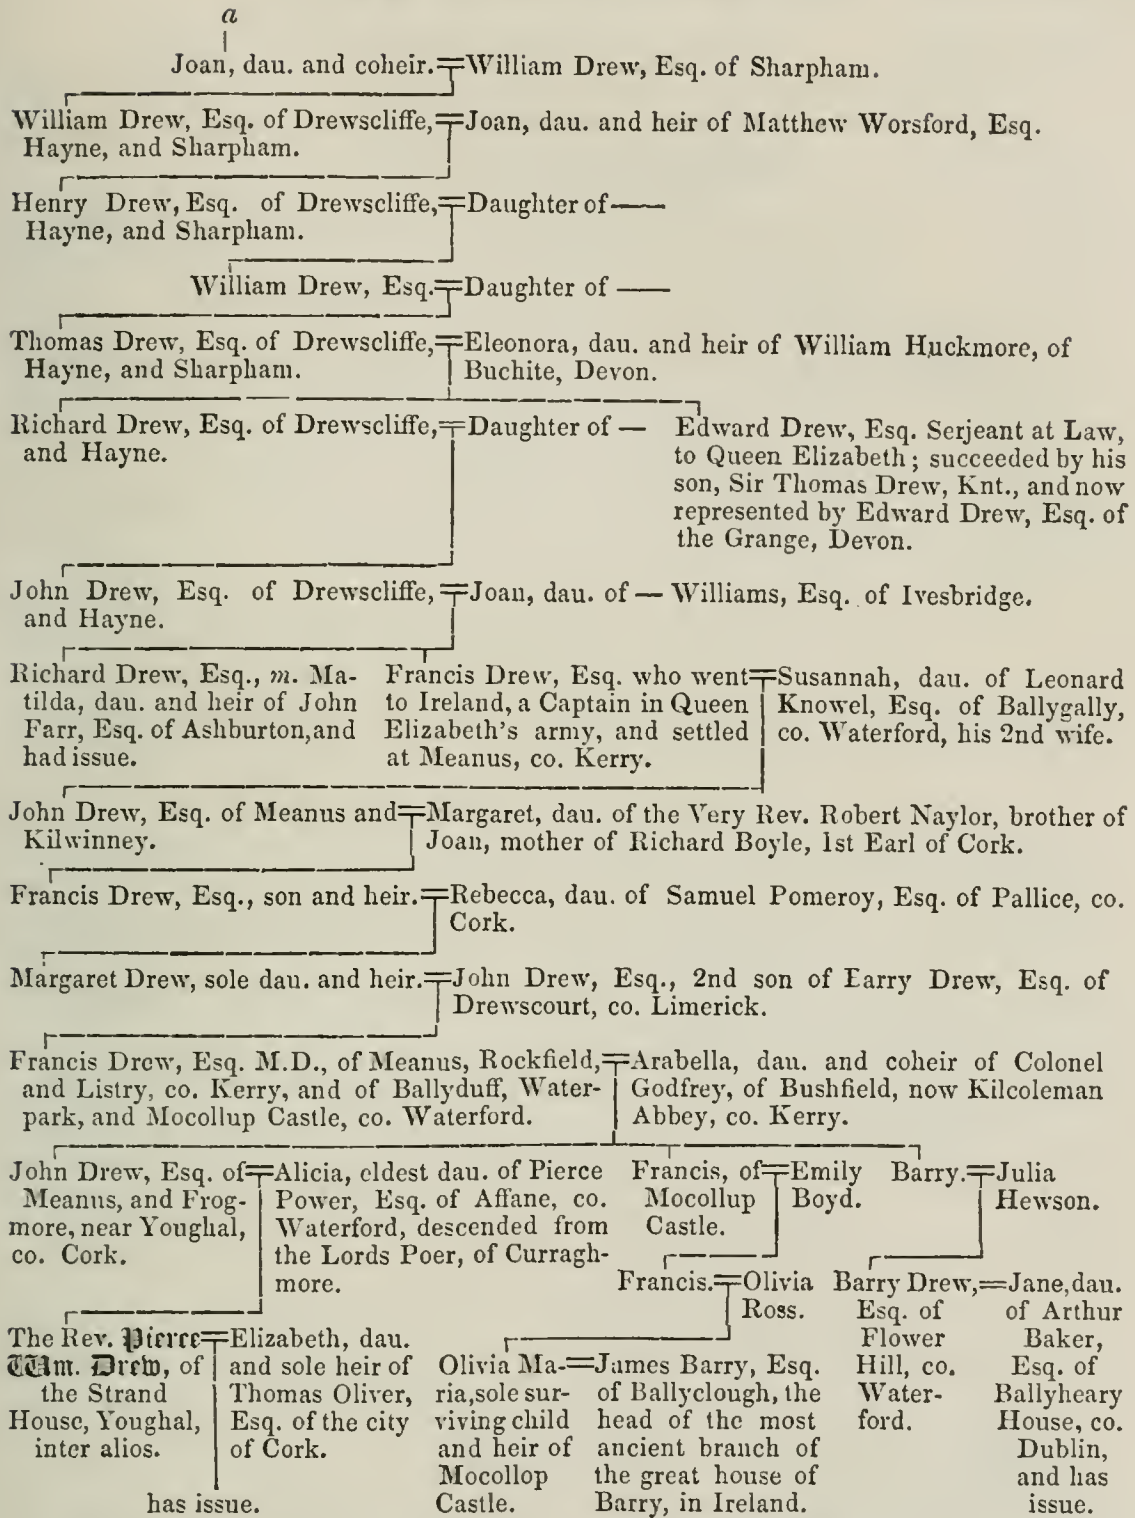 a
Joan, dau. and coheir.=William Drew, Esq. of Sharpham.
William Drew, Esq. of Drewscliffe,=Joan, dau. and heir of Matthew Worsford, Esq.
Hayne, and Sharpham.
Henry Drew, Esq. of Drewscliffe,=Daughter of ——
Hayne, and Sharpham.
William Drew, Esq.=Daughter of ——
Thomas Drew, Esq. of Drewscliffe,=Eleonora, dau. and heir of William Huckmore, of
Hayne, and Sharpham. Buchite, Devon.
Richard Drew, Esq. of Drewscliffe,=Daughter of —
and Hayne.
Edward Drew, Esq. Serjeant at Law,
to Queen Elizabeth; succeeded by his
son, Sir Thomas Drew, Knt., and now
represented by Edward Drew, Esq. of
the Grange, Devon.
John Drew, Esq. of Drewscliffe,=Joan, dau. of — Williams, Esq. of Ivesbridge.
and Hayne.
Richard Drew, Esq., m. Ma-
tilda, dau. and heir of John
Farr, Esq. of Ashburton, and
had issue.
Francis Drew, Esq. who went=
to Ireland, a Captain in Queen
Elizabeth's army, and settled
at Meanus, co. Kerry.
Susannah, dau. of Leonard
Knowel, Esq. of Ballygally,
co. Waterford, his 2nd wife.
John Drew, Esq. of Meanus and=Margaret, dau. of the Very Rev. Robert Naylor, brother of
Kilwinney. Joan, mother of Richard Boyle, 1st Earl of Cork.
Francis Drew, Esq., son and heir.=Rebecca, dau. of Samuel Pomeroy, Esq. of Pallice, co.
Cork.
Margaret Drew, sole dau. and heir.=John Drew, Esq., 2nd son of Earry Drew, Esq. of
Drewscourt, co. Limerick.
Francis Drew, Esq. M.D., of Meanus, Rockfield,=Arabella, dau. and coheir of Colonel
and Listry, co. Kerry, and of Ballyduff, Water- Godfrey, of Bushfield, now Kilcoleman
park, and Mocollup Castle, co. Waterford. Abbey, co. Kerry.
John Drew, Esq. of=
Meanus, and Frog-
more, near Youghal,
co. Cork.
Alicia, eldest dau. of Pierce
Power, Esq. of Affane, co.
Waterford, descended from
the Lords Poer, of Curragh-
more.
Francis, of=
Mocollup
Castle.
Emily
Boyd.
Barry.=Julia
Hewson.
Francis.=Olivia
Ross.
Barry Drew,=
Esq. of
Flower
Hill, co.
Water-
ford.
Jane, dau.
of Arthur
Baker,
Esq. of
Ballyheary
House, co.
Dublin,
and has
issue.
The Rev. Pierce=
Wm. Drew, of
the Strand
House, Youghal,
inter alios.
Elizabeth, dau.
and sole heir of
Thomas Oliver,
Esq. of the city
of Cork.
has issue.
Olivia Ma-=
ria, sole sur-
viving child
and heir of
Mocollop
Castle.
James Barry, Esq.
of Ballyclough, the
head of the most
ancient branch of
the great house of
Barry, in Ireland.